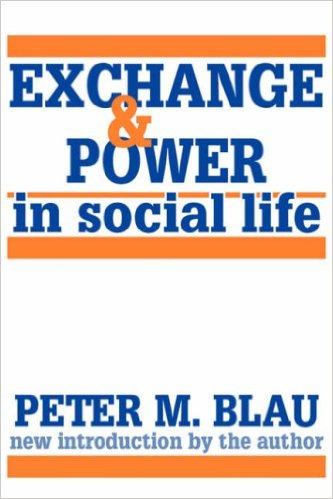 EXCHANGE
&
POWER
in social life
PETER M. BLAU
new introduction by the author